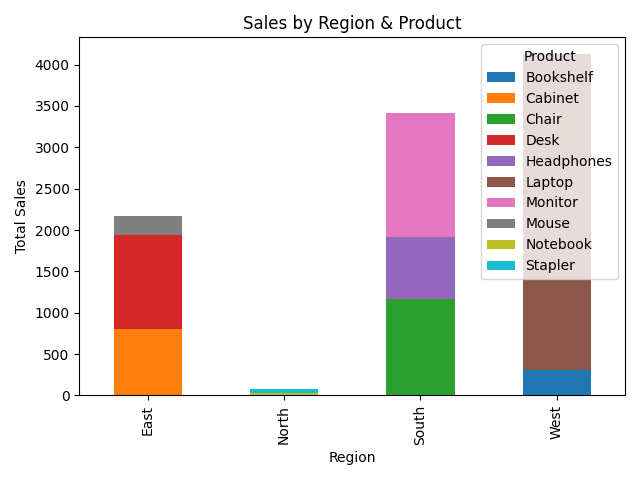 Sales by Region & Product
Total Sales
4000
3500
3000
2500
2000
1500
1000
500
0
Product
Bookshelf
Cabinet
Chair
Desk
Headphones
Laptop
Monitor
Mouse
Notebook
Stapler
East
North
South
West
Region